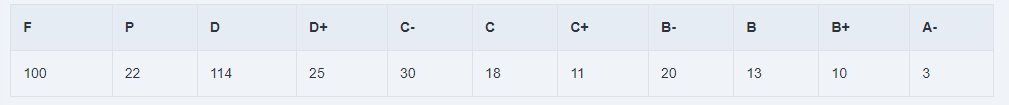 F P D D+ C- C C+ B- B B+ A-
100 22 114 25 30 18 11 20 13 10 3